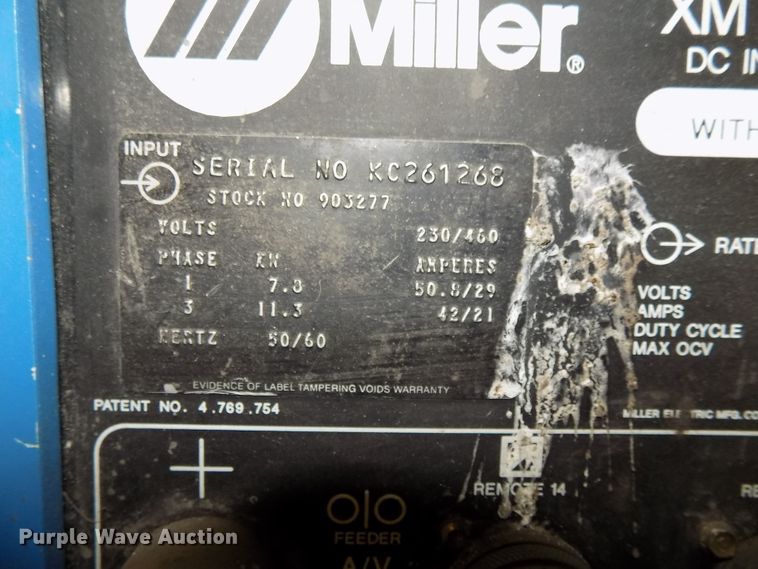 Miller®
XM
DC IN
WITH
INPUT
SERIAL NO KC261268
STOCK NO 903277
VOLTS 230/460
PHASE KW AMPERES
1 7.8 50.8/29
3 11.3 42/21
HERTZ 50/60
EVIDENCE OF LABEL TAMPERING VOIDS WARRANTY
RATE
VOLTS
AMPS
DUTY CYCLE
MAX OCV
PATENT NO. 4,769,754
MILLER ELECTRIC MFG. CO
REMOTE 14
RE
FEEDER
A/V
Purple Wave Auction